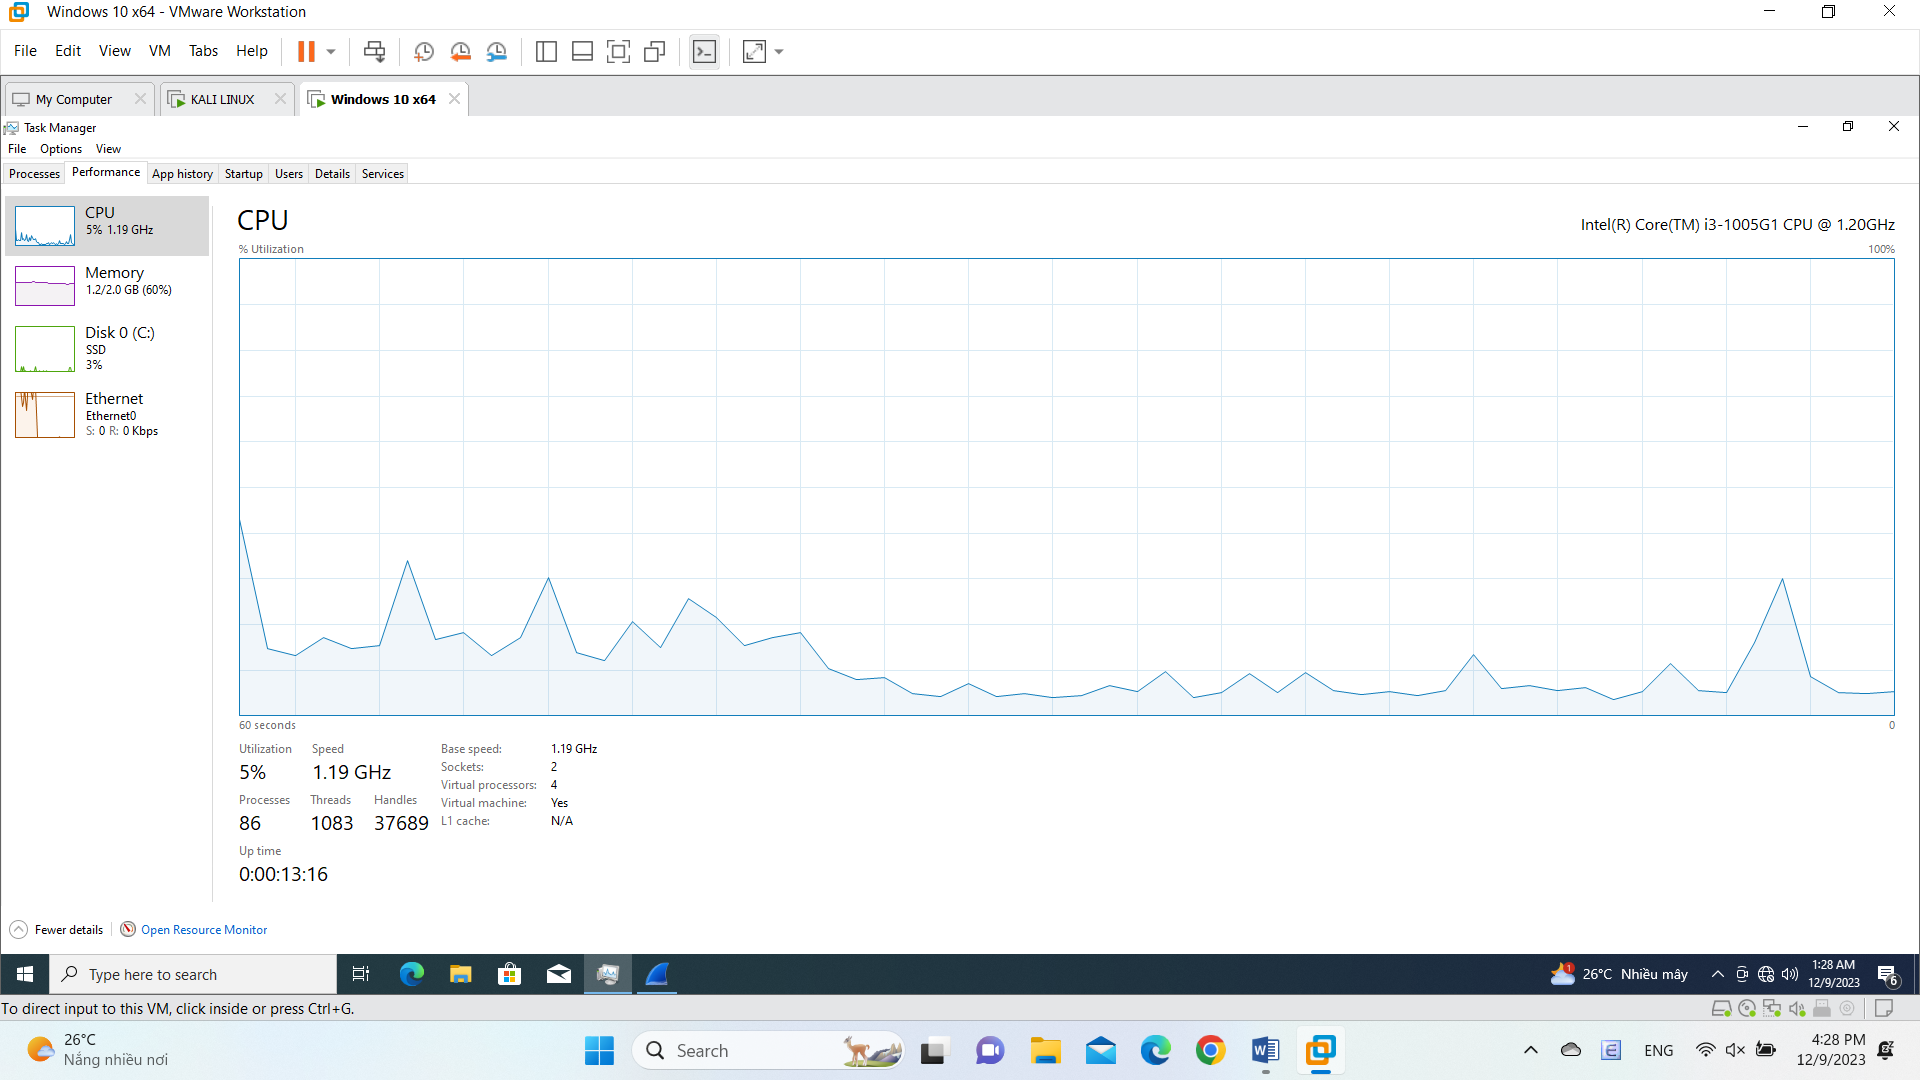 Windows 10 x64 - VMware Workstation
File Edit View VM Tabs Help
My Computer KALI LINUX Windows 10 x64
Task Manager
File Options View
Processes Performance App history Startup Users Details Services
CPU
5% 1.19 GHz
Memory
1.2/2.0 GB (60%)
Disk 0 (C:)
SSD
3%
Ethernet
Ethernet0
S: 0 R: 0 Kbps
CPU
Intel(R) Core(TM) i3-1005G1 CPU @ 1.20GHz
% Utilization 100%
60 seconds 0
Utilization Speed
5% 1.19 GHz
Processes Threads Handles
86 1083 37689
Up time
0:00:13:16
Base speed: 1.19 GHz
Sockets: 2
Virtual processors: 4
Virtual machine: Yes
L1 cache: N/A
Fewer details Open Resource Monitor
Type here to search
1
26°C Nhiều mây
1:28 AM
12/9/2023
6
To direct input to this VM, click inside or press Ctrl+G.
26°C
Nắng nhiều nơi
Search
ENG
4:28 PM
12/9/2023